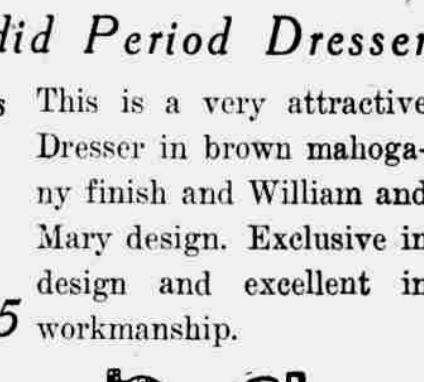 Period Dresser
This is a very attractive
Dresser in brown mahoga-
ny finish and William and
Mary design. Exclusive in
design and excellent in
workmanship.